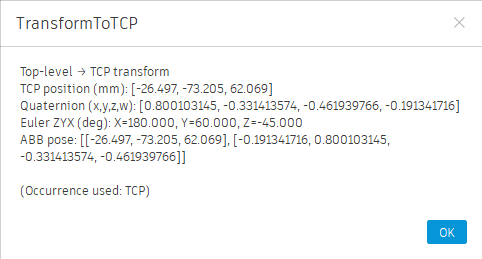 TransformToTCP
Top-level → TCP transform
TCP position (mm): [-26.497, -73.205, 62.069]
Quaternion (x,y,z,w): [0.800103145, -0.331413574, -0.461939766, -0.191341716]
Euler ZYX (deg): X=180.000, Y=60.000, Z=-45.000
ABB pose: [[-26.497, -73.205, 62.069], [-0.191341716, 0.800103145,
-0.331413574, -0.461939766]]
(Occurrence used: TCP)
OK